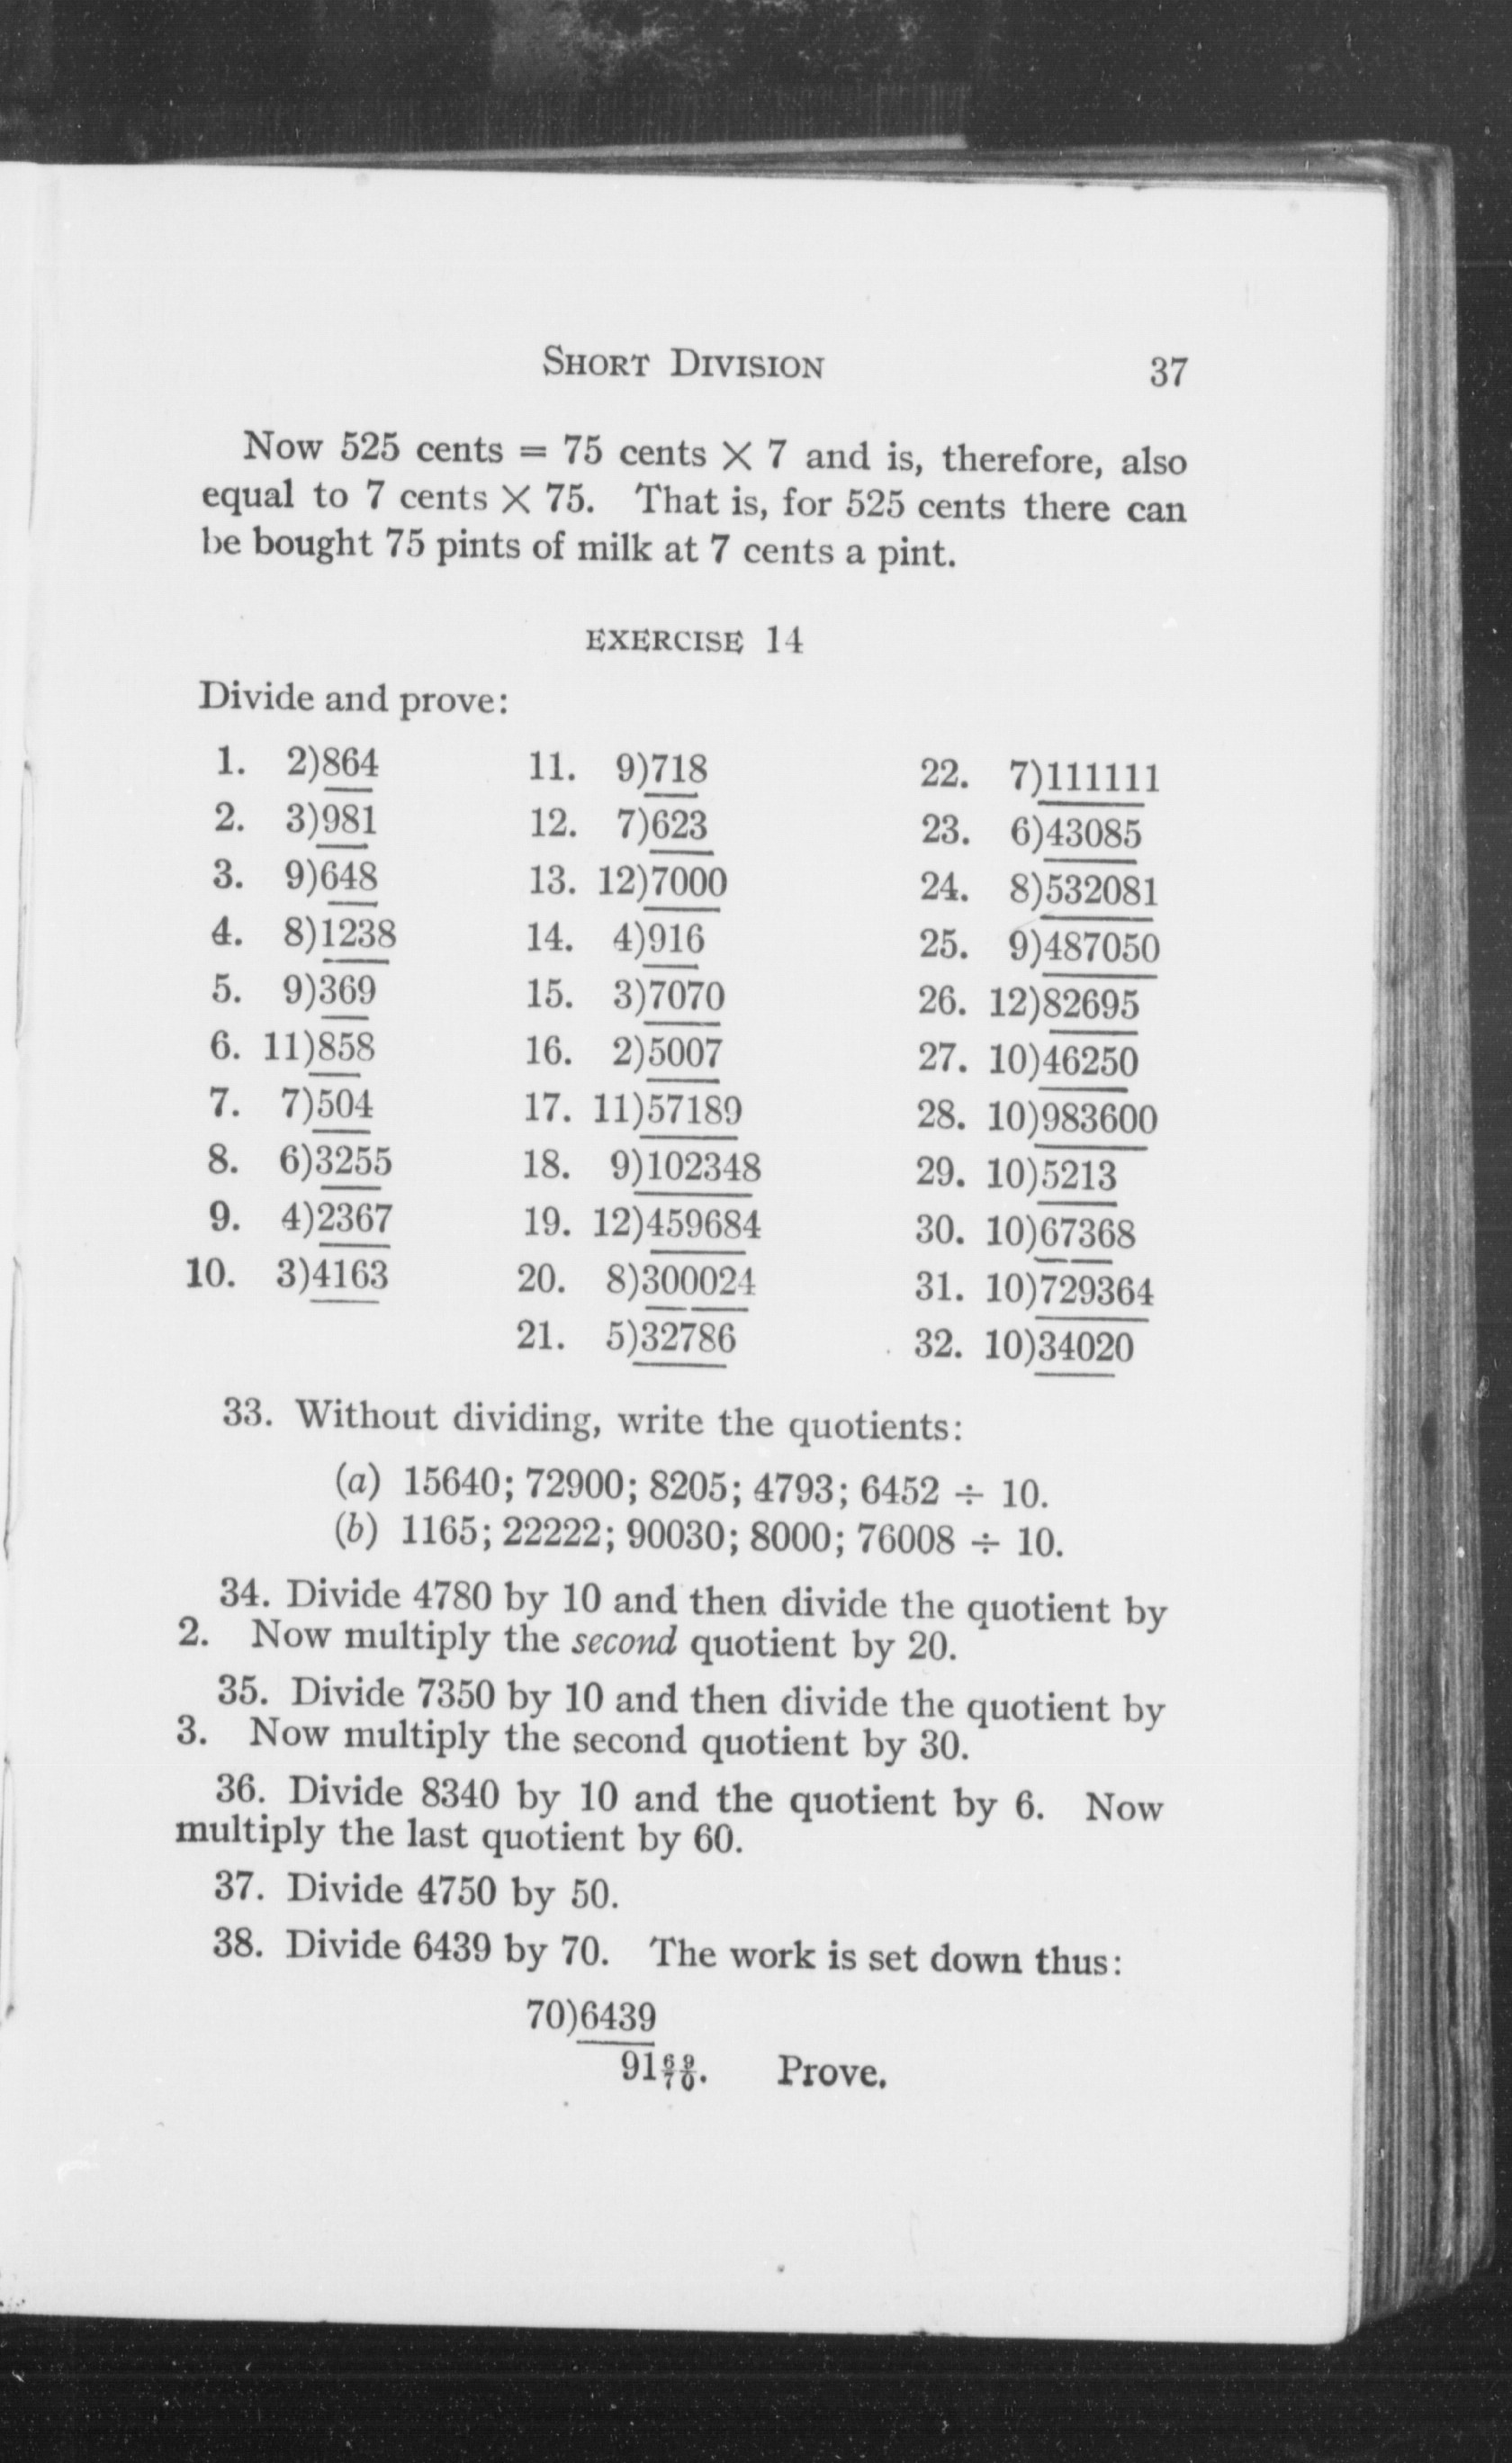 SHORT DIVISION 37
Now 525 cents = 75 cents × 7 and is, therefore, also
equal to 7 cents × 75. That is, for 525 cents there can
be bought 75 pints of milk at 7 cents a pint.
EXERCISE 14
Divide and prove:
1. 2)864
2. 3)981
3. 9)648
4. 8)1238
5. 9)369
6. 11)858
7. 7)504
8. 6)3255
9. 4)2367
10. 3)4163
11. 9)718
12. 7)623
13. 12)7000
14. 4)916
15. 3)7070
16. 2)5007
17. 11)57189
18. 9)102348
19. 12)459684
20. 8)300024
21. 5)32786
22. 7)111111
23. 6)43085
24. 8)532081
25. 9)487050
26. 12)82695
27. 10)46250
28. 10)983600
29. 10)5213
30. 10)67368
31. 10)729364
32. 10)34020
33. Without dividing, write the quotients:
(a) 15640; 72900; 8205; 4793; 6452 ÷ 10.
(b) 1165; 22222; 90030; 8000; 76008 ÷ 10.
34. Divide 4780 by 10 and then divide the quotient by
2. Now multiply the second quotient by 20.
35. Divide 7350 by 10 and then divide the quotient by
3. Now multiply the second quotient by 30.
36. Divide 8340 by 10 and the quotient by 6. Now
multiply the last quotient by 60.
37. Divide 4750 by 50.
38. Divide 6439 by 70. The work is set down thus:
70)6439
91 69/70. Prove.